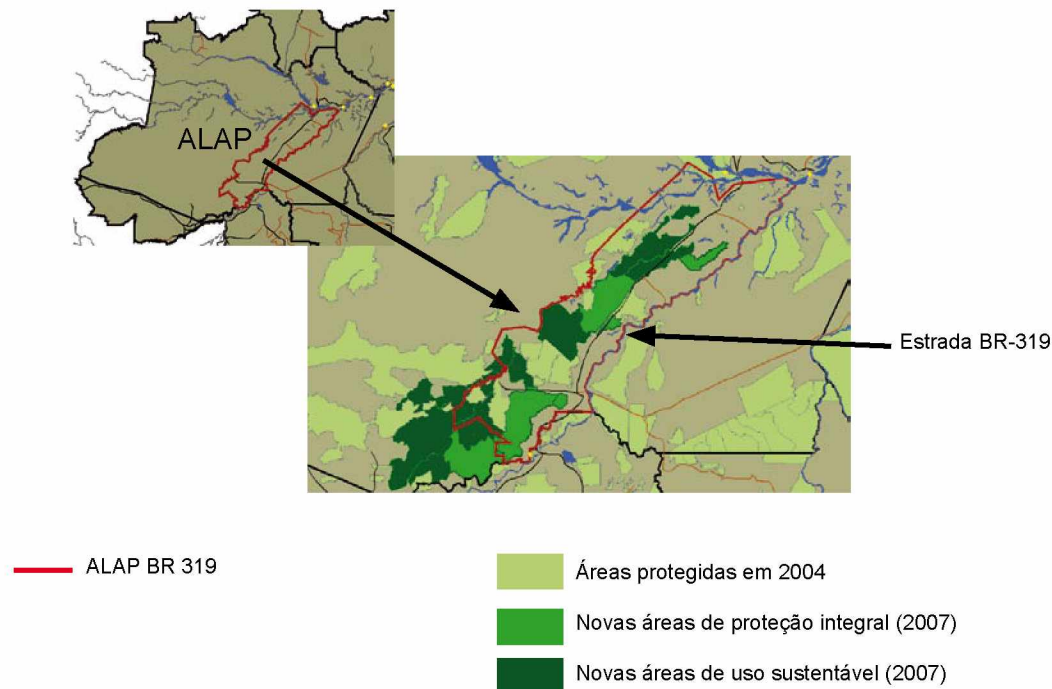 ALAP
Estrada BR-319
ALAP BR 319
Áreas protegidas em 2004
Novas áreas de proteção integral (2007)
Novas áreas de uso sustentável (2007)